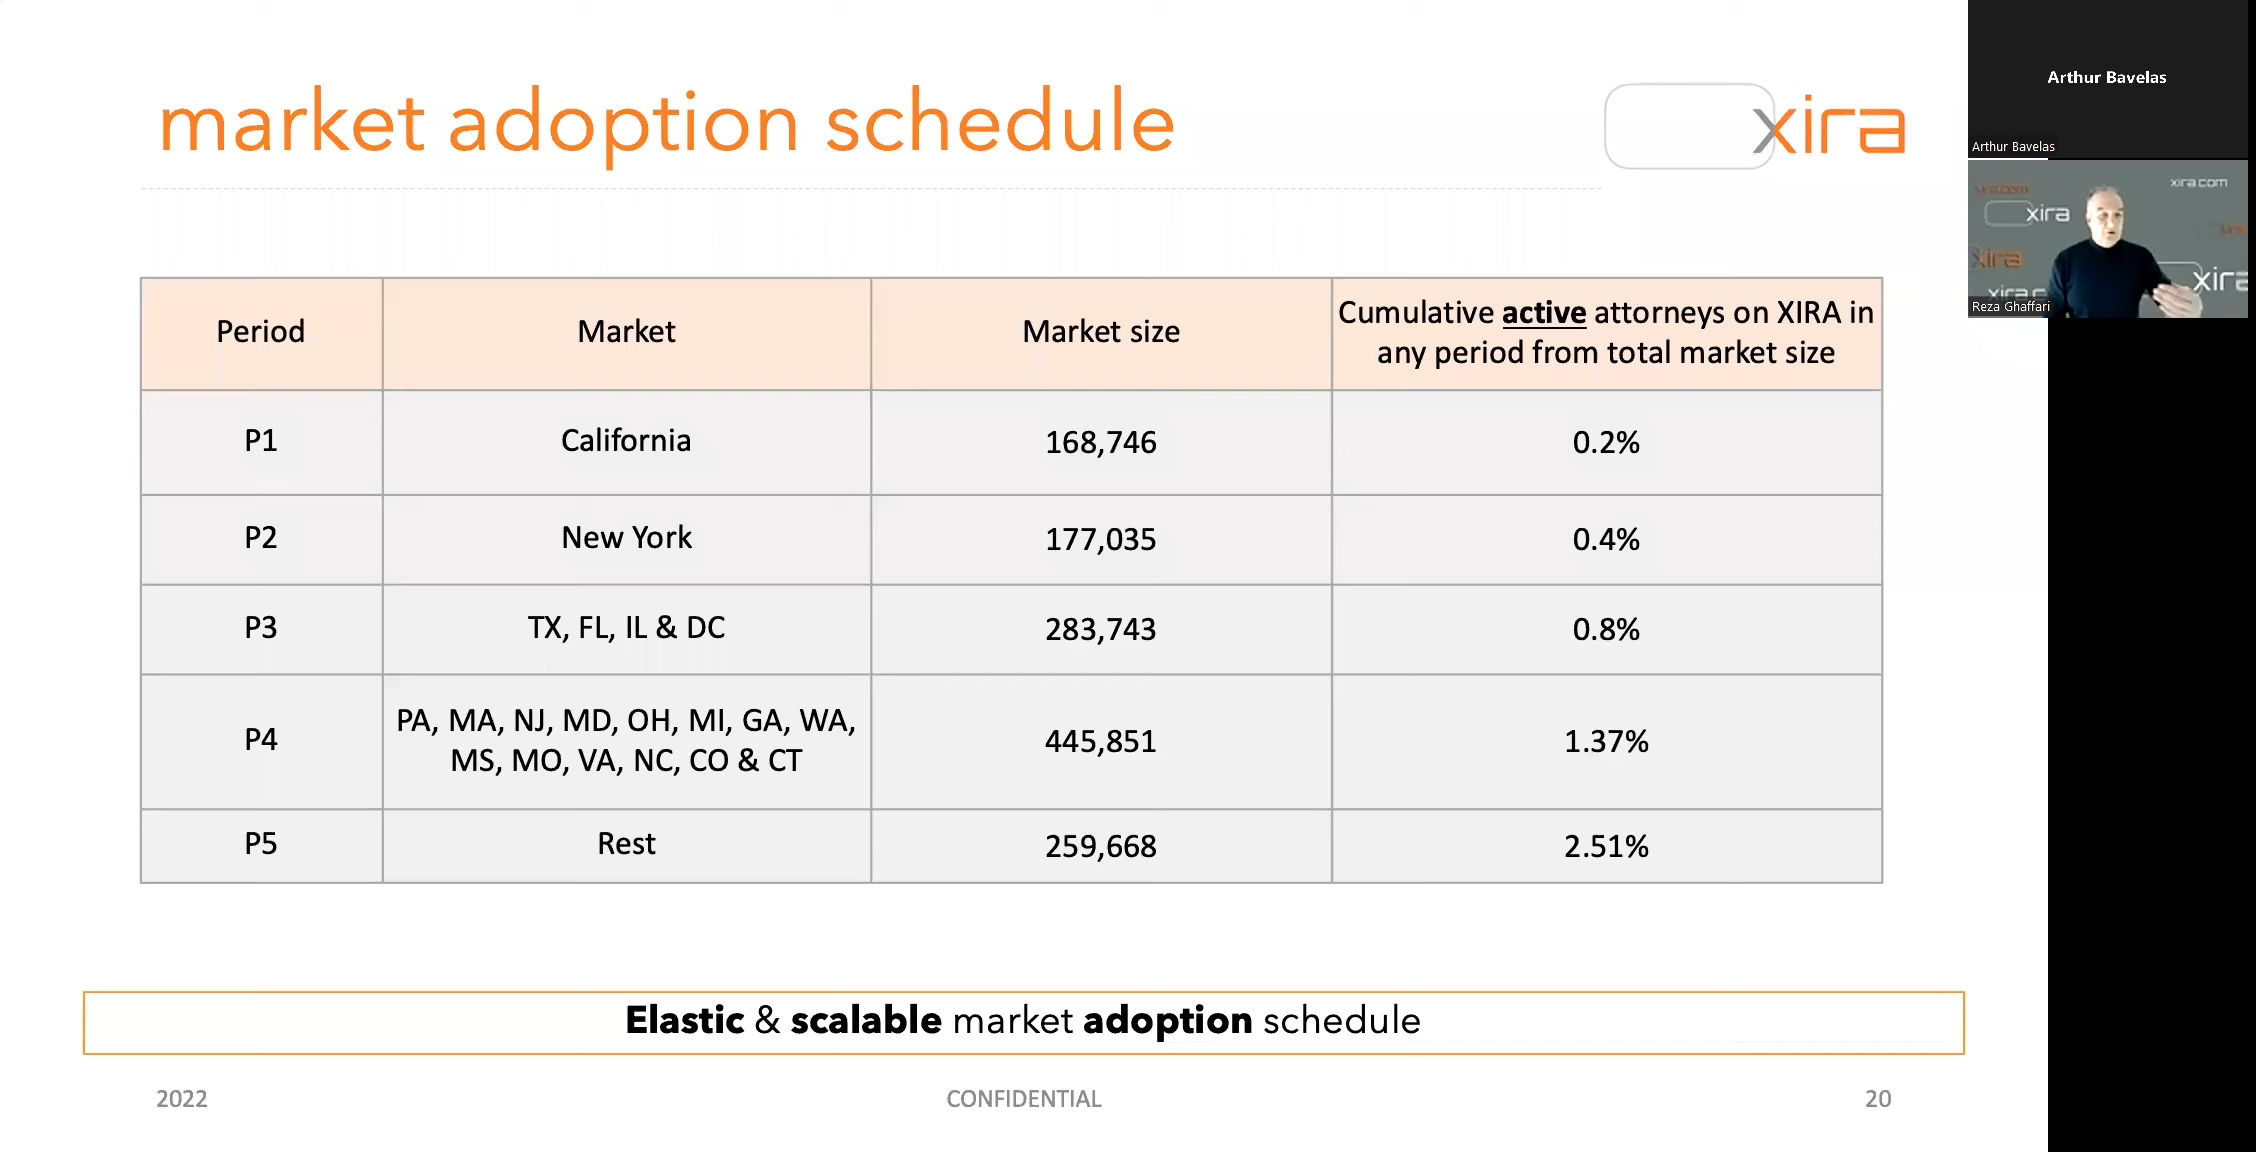 market adoption schedule
xira
Period
Market
Market size
Cumulative active attorneys on XIRA in
any period from total market size
P1
California
168,746
0.2%
P2
New York
177,035
0.4%
P3
TX, FL, IL & DC
283,743
0.8%
P4
PA, MA, NJ, MD, OH, MI, GA, WA,
MS, MO, VA, NC, CO & CT
445,851
1.37%
P5
Rest
259,668
2.51%
Elastic & scalable market adoption schedule
2022
CONFIDENTIAL
20
Arthur Bavelas
Arthur Bavelas
xira.com
xira.com
xira
xira
xira
Reza Ghaffari